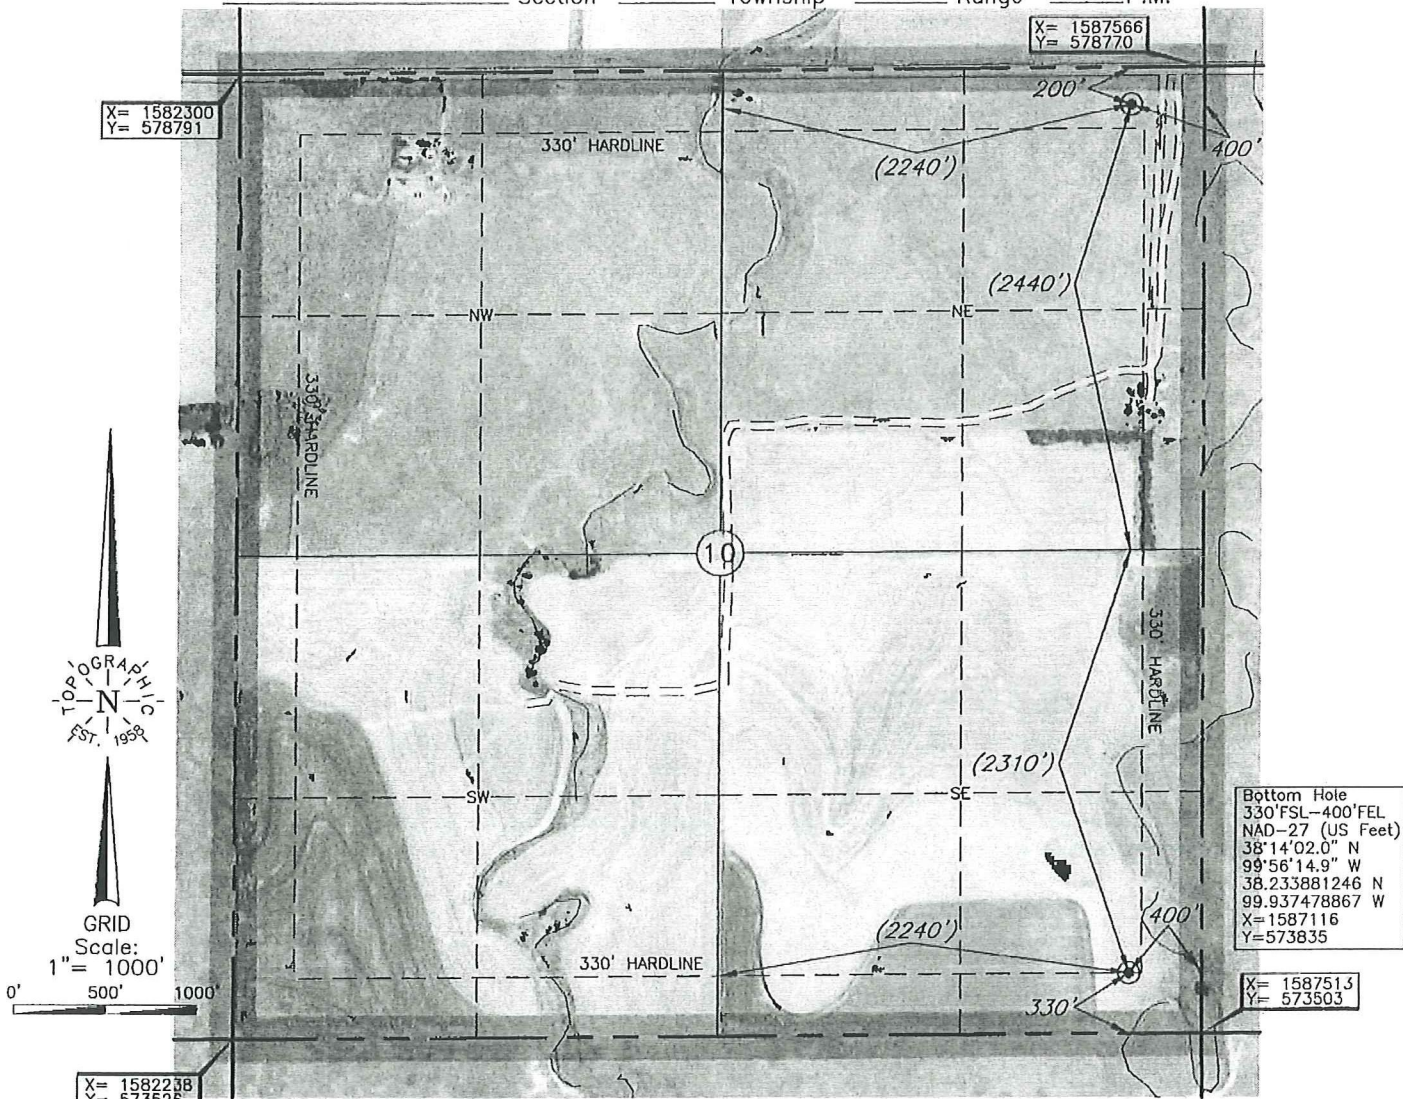 Section Township Range P.M.
X= 1587566
Y= 578770
X= 1582300
Y= 578791
200'
400'
330' HARDLINE
(2240')
(2440')
NW
NE
330' HARDLINE
10
330' HARDLINE
TOPOGRAPHIC
N
EST. 1958
(2310')
SW
SE
Bottom Hole
330'FSL-400'FEL
NAD-27 (US Feet)
38°14'02.0" N
99°56'14.9" W
38.233881246 N
99.937478867 W
X=1587116
Y=573835
GRID
Scale:
1"= 1000'
0' 500' 1000'
(2240')
(400'
330' HARDLINE
330'
X= 1587513
Y= 573503
X= 1582238